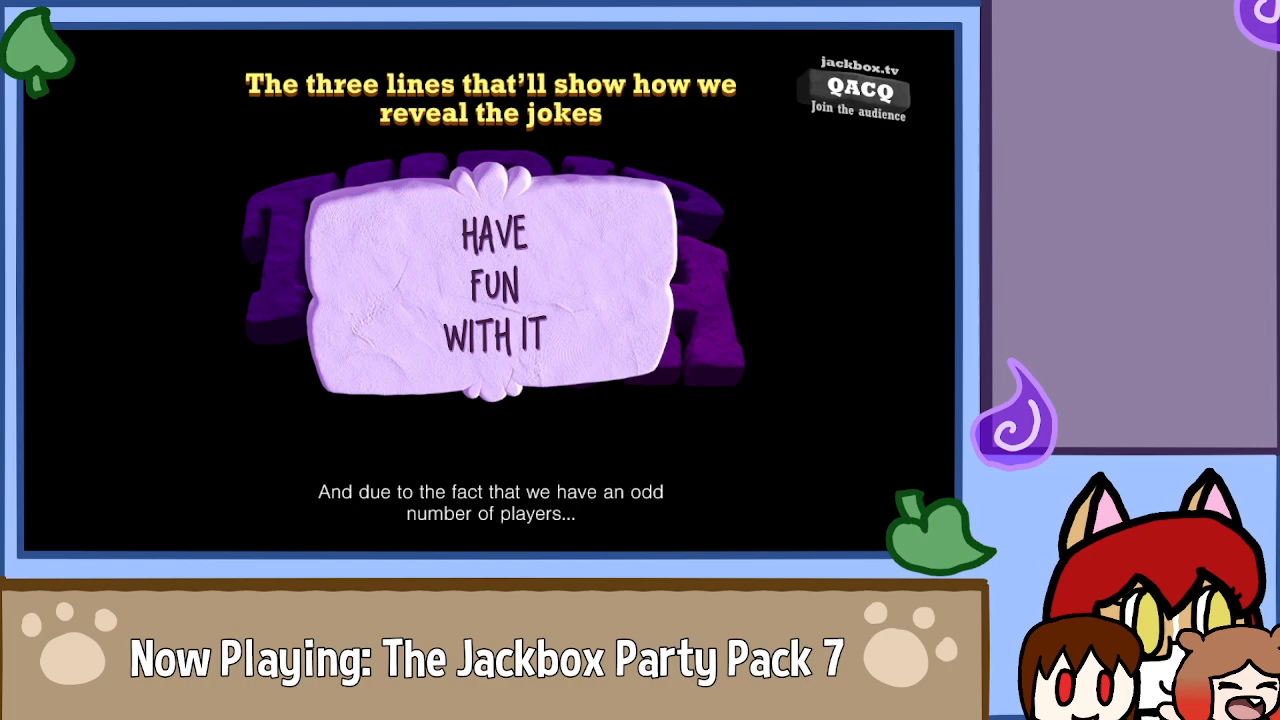 The three lines that'll show how we
reveal the jokes
jackbox.tv
QACQ
Join the audience
HAVE
FUN
WITH IT
And due to the fact that we have an odd
number of players...
Now Playing: The Jackbox Party Pack 7